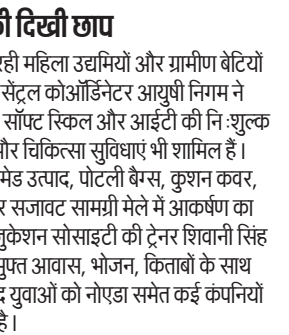 की दिखी छाप
रही महिला उद्यमियों और ग्रामीण बेटियों
सेंट्रल कोऑर्डिनेटर आयुषी निगम ने
सॉफ्ट स्किल और आईटी की निःशुल्क
और चिकित्सा सुविधाएं भी शामिल हैं।
मेड उत्पाद, पोटली बैग्स, कुशन कवर,
र सजावट सामग्री मेले में आकर्षण का
जुकेशन सोसाइटी की ट्रेनर शिवानी सिंह
मुफ्त आवास, भोजन, किताबों के साथ
द युवाओं को नोएडा समेत कई कंपनियों
है।